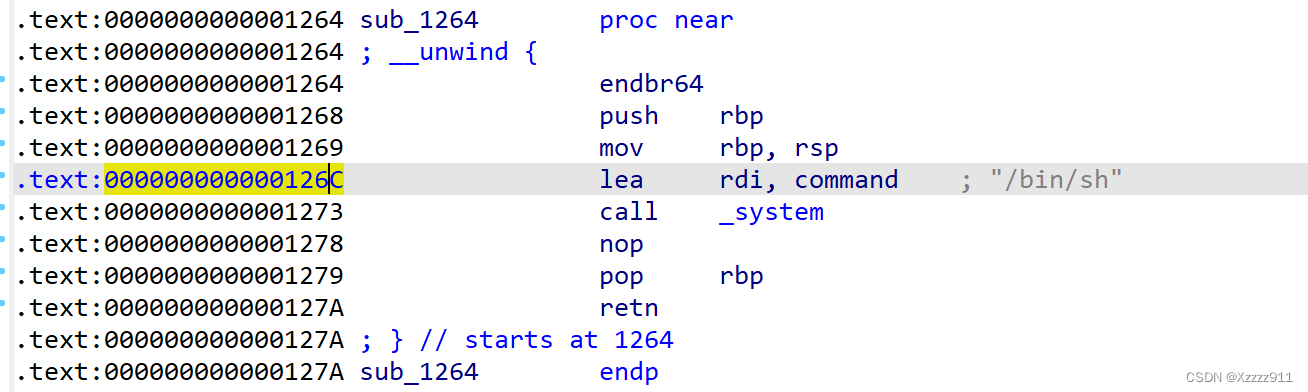 .text:0000000000001264 sub_1264 proc near
.text:0000000000001264 ; __unwind {
.text:0000000000001264 endbr64
.text:0000000000001268 push rbp
.text:0000000000001269 mov rbp, rsp
.text:000000000000126C lea rdi, command ; "/bin/sh"
.text:0000000000001273 call _system
.text:0000000000001278 nop
.text:0000000000001279 pop rbp
.text:000000000000127A retn
.text:000000000000127A ; } // starts at 1264
.text:000000000000127A sub_1264 endp
CSDN @Xzzzz911